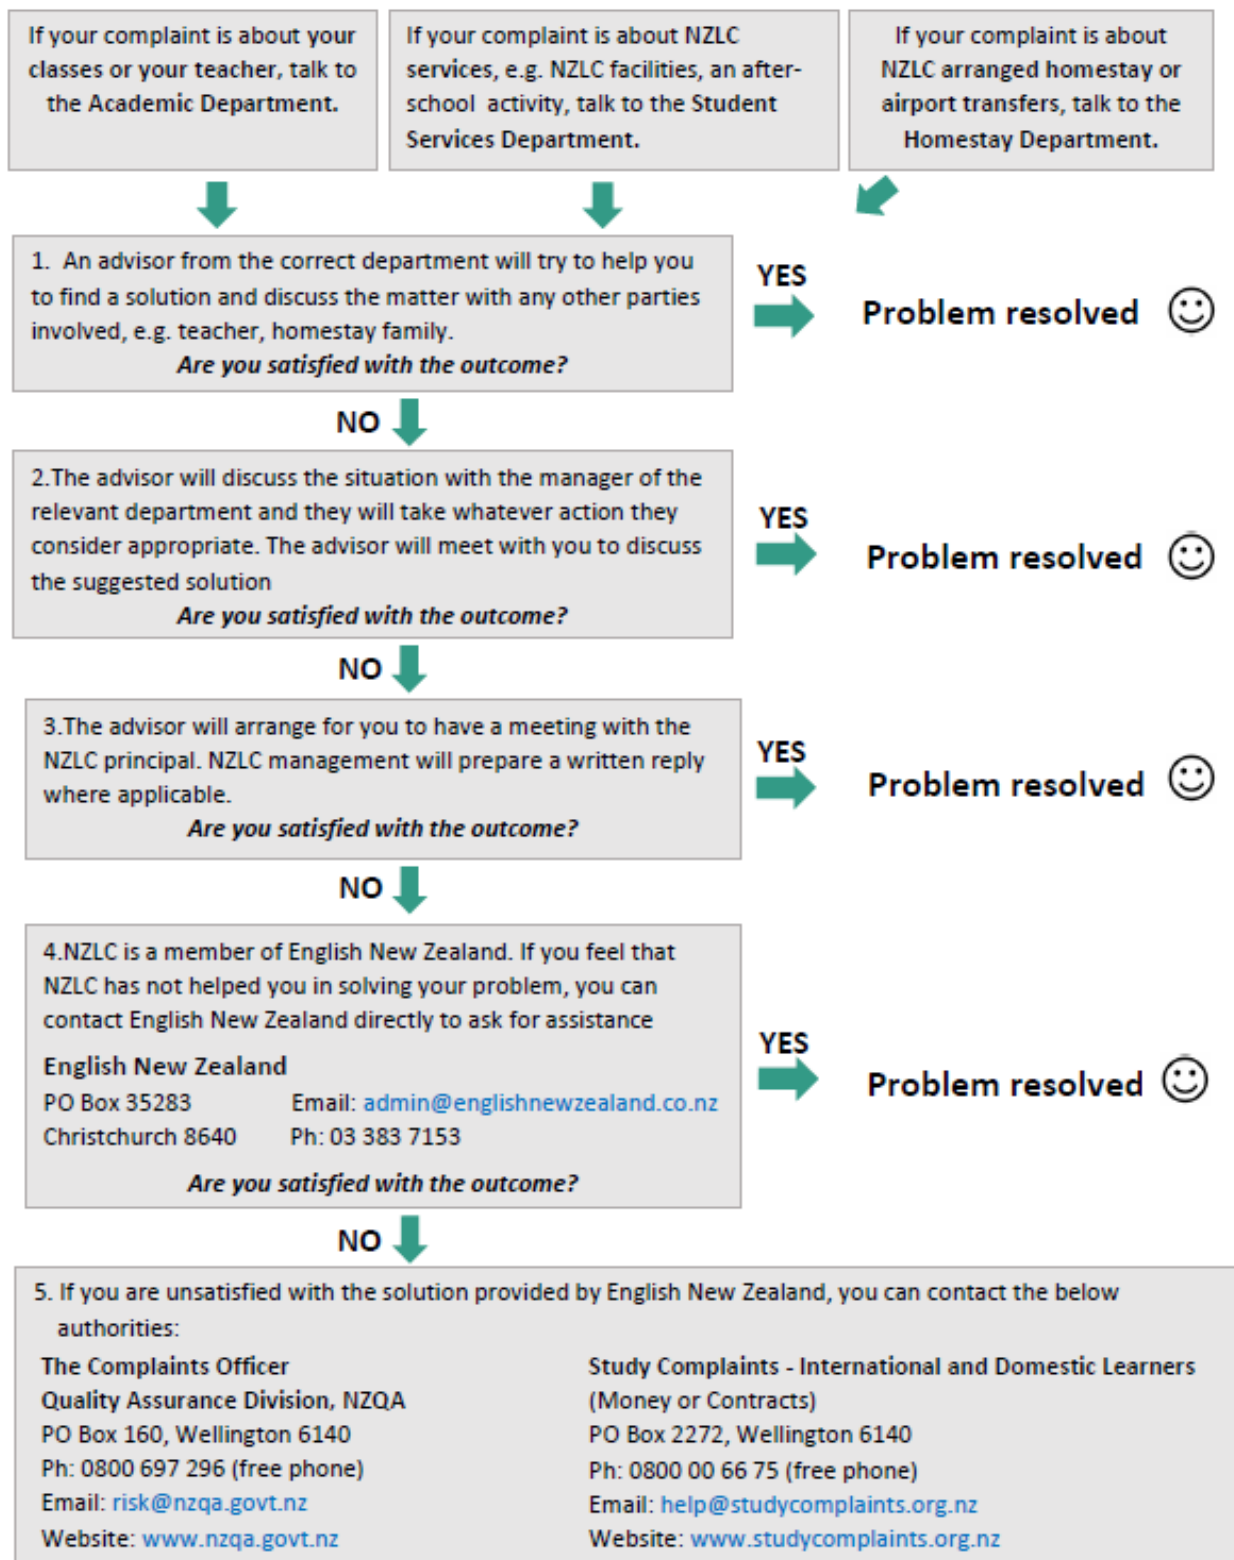 If your complaint is about your
classes or your teacher, talk to
the Academic Department.
If your complaint is about NZLC
services, e.g. NZLC facilities, an after-
school activity, talk to the Student
Services Department.
If your complaint is about
NZLC arranged homestay or
airport transfers, talk to the
Homestay Department.
1. An advisor from the correct department will try to help you
to find a solution and discuss the matter with any other parties
involved, e.g. teacher, homestay family.
Are you satisfied with the outcome?
YES
Problem resolved
NO
2.The advisor will discuss the situation with the manager of the
relevant department and they will take whatever action they
consider appropriate. The advisor will meet with you to discuss
the suggested solution
Are you satisfied with the outcome?
YES
Problem resolved
NO
3.The advisor will arrange for you to have a meeting with the
NZLC principal. NZLC management will prepare a written reply
where applicable.
Are you satisfied with the outcome?
YES
Problem resolved
NO
4.NZLC is a member of English New Zealand. If you feel that
NZLC has not helped you in solving your problem, you can
contact English New Zealand directly to ask for assistance
English New Zealand
PO Box 35283 Email: admin@englishnewzealand.co.nz
Christchurch 8640 Ph: 03 383 7153
Are you satisfied with the outcome?
YES
Problem resolved
NO
5. If you are unsatisfied with the solution provided by English New Zealand, you can contact the below
authorities:
The Complaints Officer
Quality Assurance Division, NZQA
PO Box 160, Wellington 6140
Ph: 0800 697 296 (free phone)
Email: risk@nzqa.govt.nz
Website: www.nzqa.govt.nz
Study Complaints - International and Domestic Learners
(Money or Contracts)
PO Box 2272, Wellington 6140
Ph: 0800 00 66 75 (free phone)
Email: help@studycomplaints.org.nz
Website: www.studycomplaints.org.nz